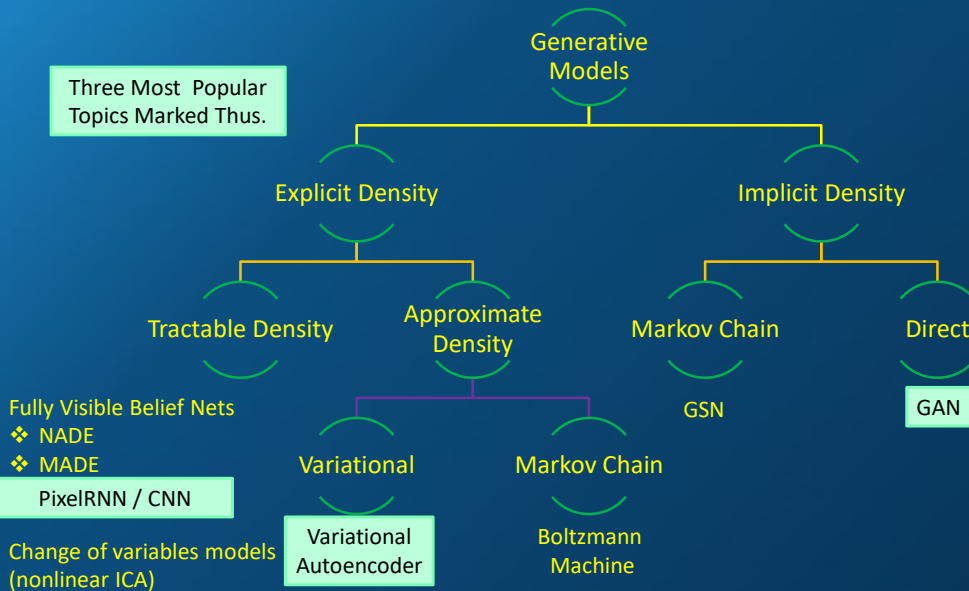 Generative
Models
Three Most Popular
Topics Marked Thus.
Explicit Density
Implicit Density
Tractable Density
Approximate
Density
Markov Chain
Direct
Fully Visible Belief Nets
❖ NADE
❖ MADE
PixelRNN / CNN
Change of variables models
(nonlinear ICA)
Variational
Markov Chain
GSN
GAN
Variational
Autoencoder
Boltzmann
Machine